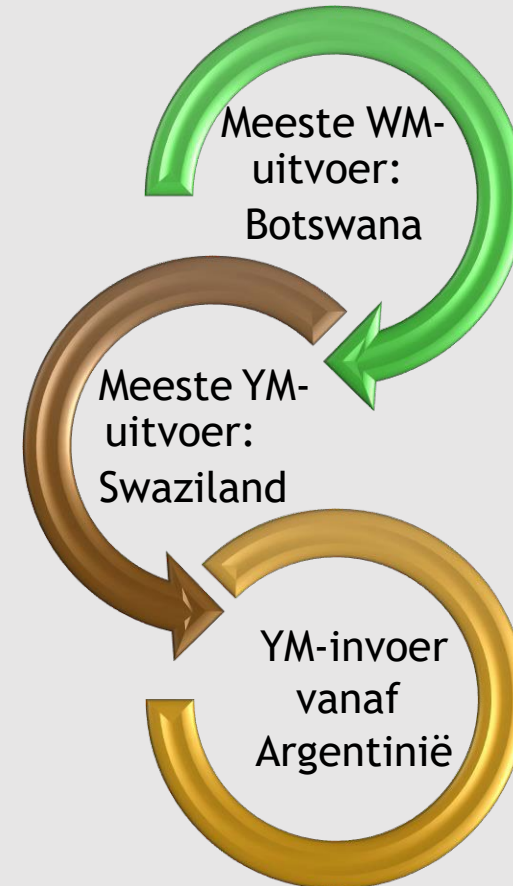 Meeste WM-
uitvoer:
Botswana
Meeste YM-
uitvoer:
Swaziland
YM-invoer
vanaf
Argentinië